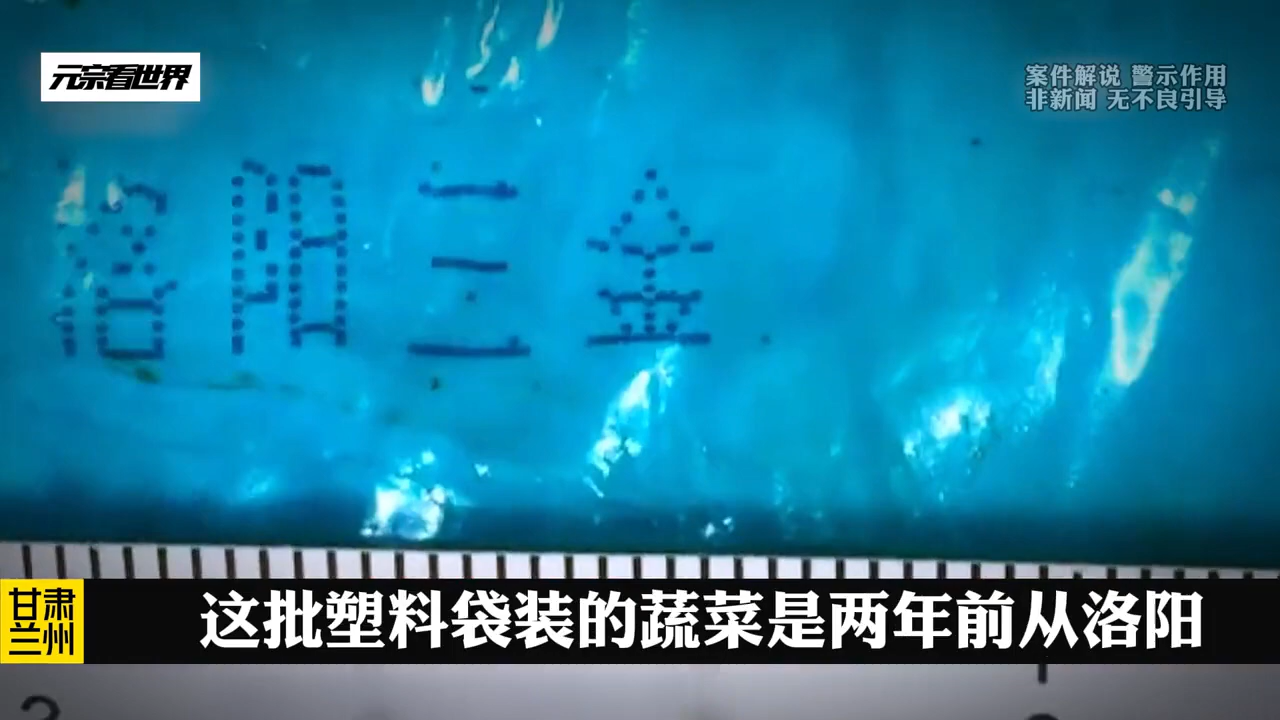 元宗看世界
案件解说 警示作用
非新闻 无不良引导
洛阳三金
甘肃
兰州
这批塑料袋装的蔬菜是两年前从洛阳
2